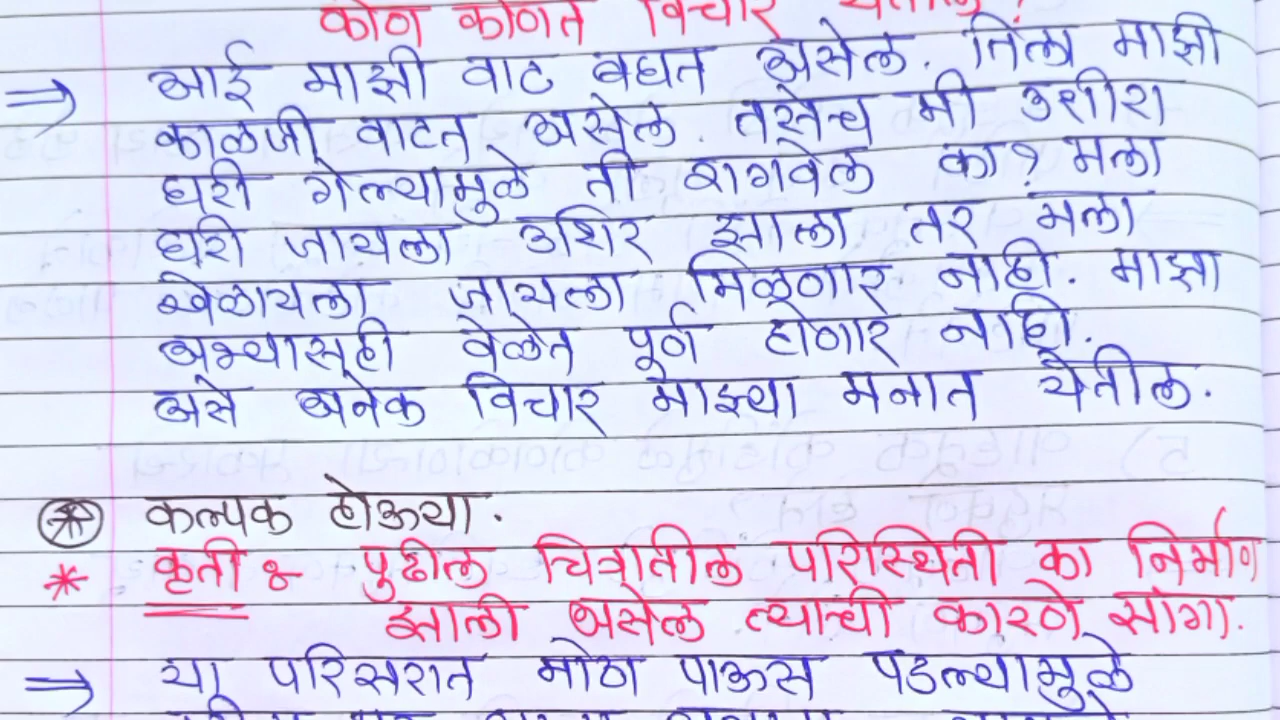 कोण कोणते विचार येतील?
⇒ आई माझी वाट बघत असेल. तिला माझी
काळजी वाटत असेल. तसेच मी उशीरा
घरी गेल्यामुळे ती रागवेल का? मला
घरी जायला उशिर झाला तर मला
खेळायला जायला मिळणार नाही. माझा
अभ्यासही वेळेत पूर्ण होणार नाही.
असे अनेक विचार माझ्या मनात येतील.
* कल्पक होऊया.
* कृती :- पुढील चित्रातील परिस्थिती का निर्माण
झाली असेल त्याची कारणे सांगा.
⇒ या परिसरात मोठा पाऊस पडल्यामुळे